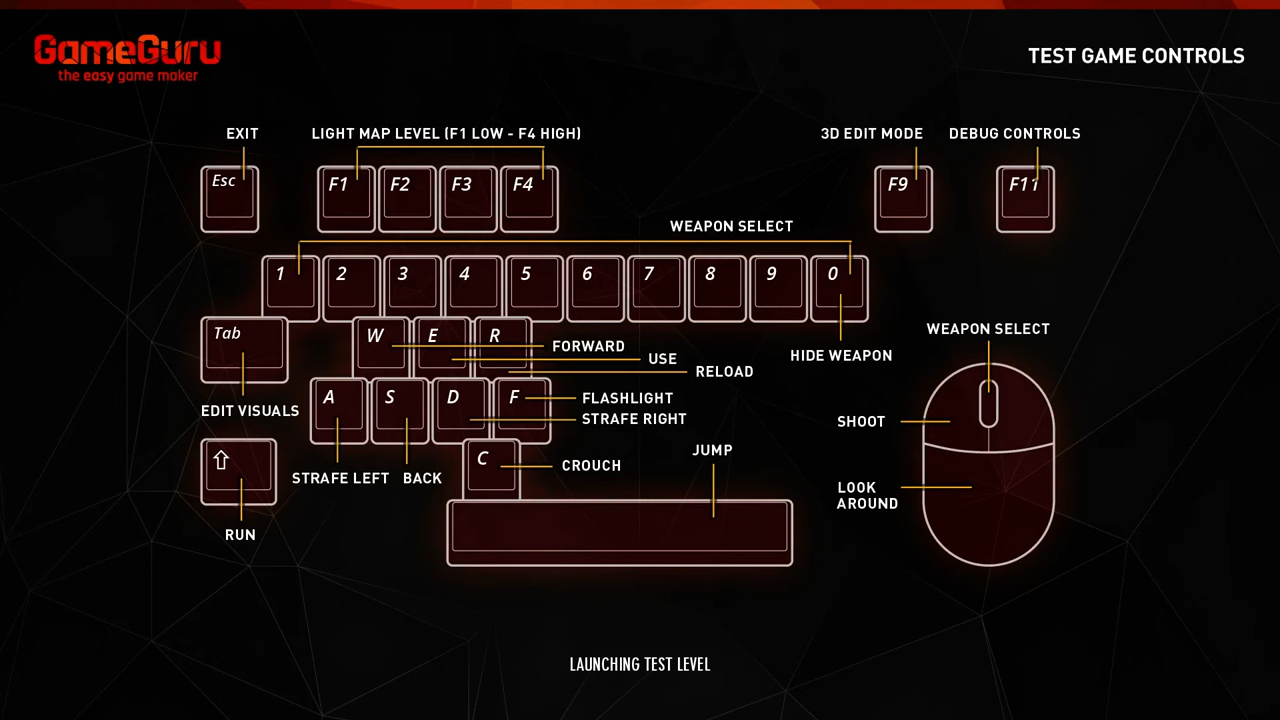 GameGuru
the easy game maker
TEST GAME CONTROLS
EXIT
LIGHT MAP LEVEL (F1 LOW - F4 HIGH)
3D EDIT MODE
DEBUG CONTROLS
Esc
F1
F2
F3
F4
F9
F11
WEAPON SELECT
1
2
3
4
5
6
7
8
9
0
Tab
W
E
R
FORWARD
USE
RELOAD
HIDE WEAPON
WEAPON SELECT
EDIT VISUALS
A
S
D
F
FLASHLIGHT
STRAFE RIGHT
SHOOT
STRAFE LEFT
BACK
C
CROUCH
JUMP
LOOK
AROUND
RUN
LAUNCHING TEST LEVEL